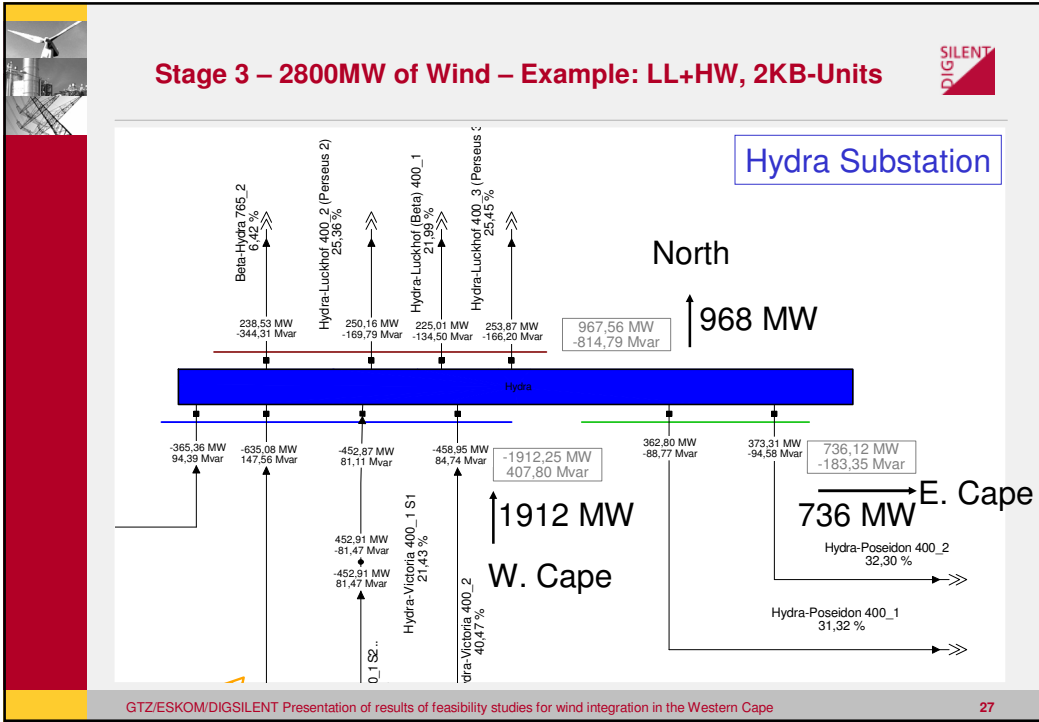 Stage 3 – 2800MW of Wind – Example: LL+HW, 2KB-Units
DIGSILENT
Hydra Substation
Beta-Hydra 765_2
6,42 %
Hydra-Luckhof 400_2 (Perseus 2)
25,36 %
Hydra-Luckhof (Beta) 400_1
21,99 %
Hydra-Luckhof 400_3 (Perseus
25,45 %
North
968 MW
238,53 MW
-344,31 Mvar
250,16 MW
-169,79 Mvar
225,01 MW
-134,50 Mvar
253,87 MW
-166,20 Mvar
967,56 MW
-814,79 Mvar
Hydra
-365,36 MW
94,39 Mvar
-635,08 MW
147,56 Mvar
-452,87 MW
81,11 Mvar
-458,95 MW
84,74 Mvar
-1912,25 MW
407,80 Mvar
362,80 MW
-88,77 Mvar
373,31 MW
-94,58 Mvar
736,12 MW
-183,35 Mvar
E. Cape
736 MW
1912 MW
W. Cape
452,91 MW
-81,47 Mvar
-452,91 MW
81,47 Mvar
Hydra-Victoria 400_1 S1
21,43 %
dra-Victoria 400_2
40,47 %
0_1 S2..
Hydra-Poseidon 400_2
32,30 %
Hydra-Poseidon 400_1
31,32 %
GTZ/ESKOM/DIGSILENT Presentation of results of feasibility studies for wind integration in the Western Cape
27